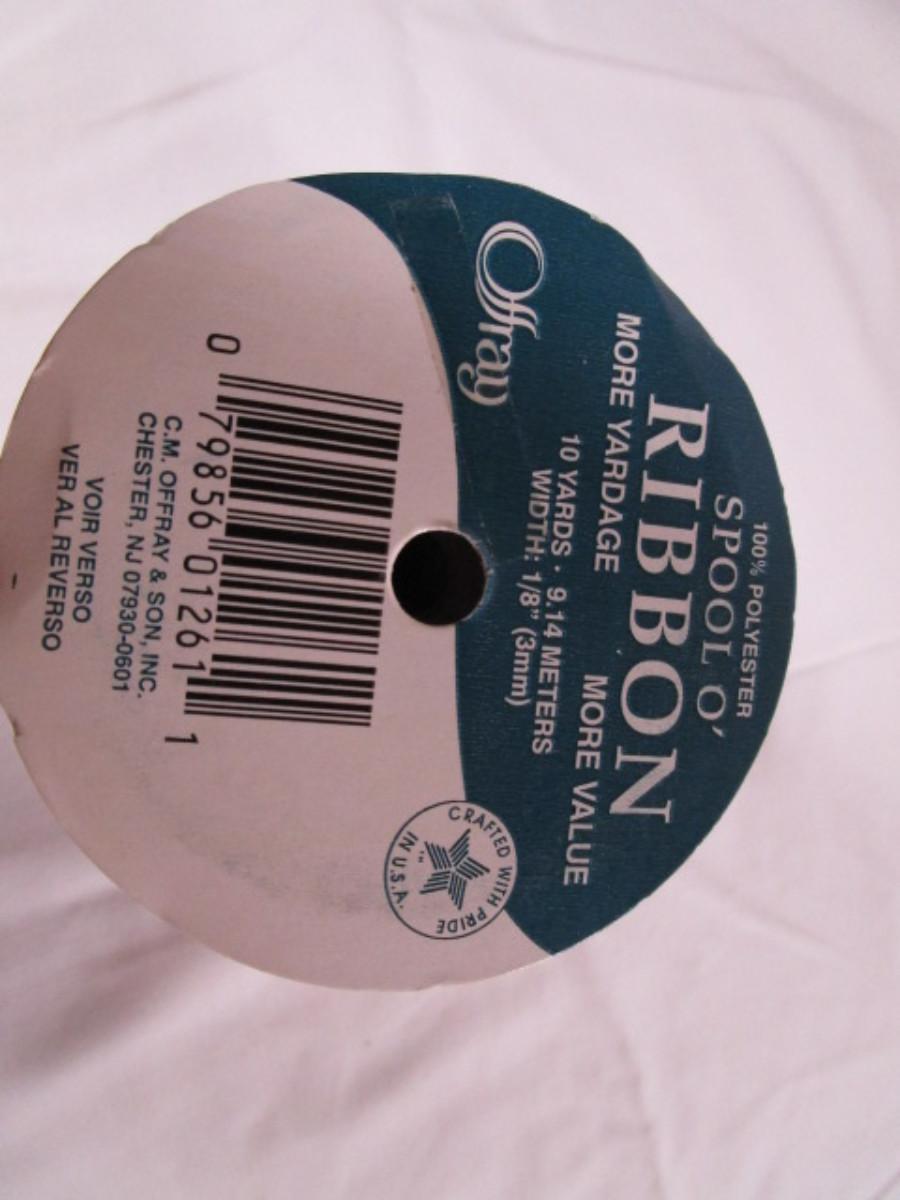 100% POLYESTER
SPOOL O'
RIBBON
MORE YARDAGE MORE VALUE
10 YARDS · 9.14 METERS
WIDTH: 1/8" (3mm)
Offray
CRAFTED WITH PRIDE
IN U.S.A.
™
0 79856 01261 1
C.M. OFFRAY & SON, INC.
CHESTER, NJ 07930-0601
VOIR VERSO
VER AL REVERSO